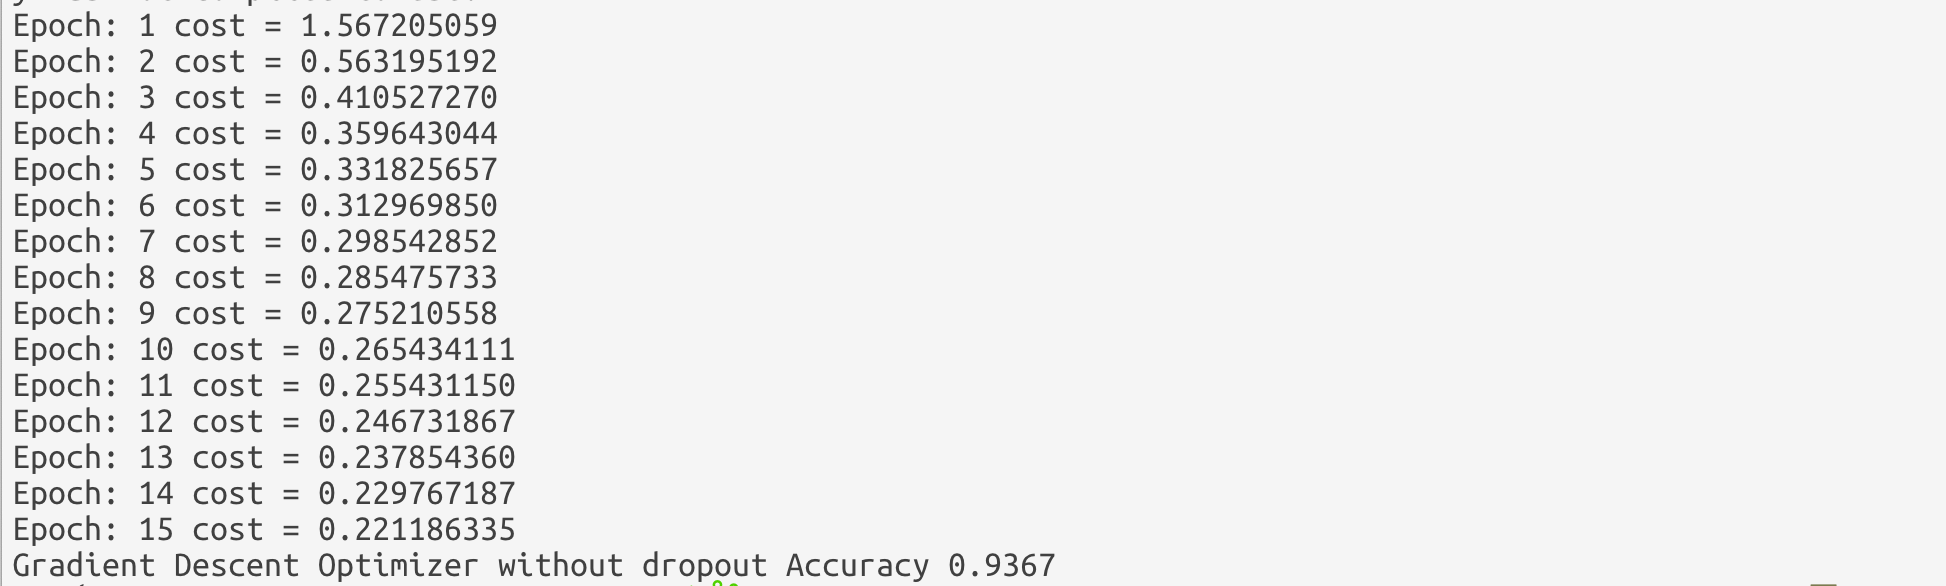 Epoch: 1 cost = 1.567205059
Epoch: 2 cost = 0.563195192
Epoch: 3 cost = 0.410527270
Epoch: 4 cost = 0.359643044
Epoch: 5 cost = 0.331825657
Epoch: 6 cost = 0.312969850
Epoch: 7 cost = 0.298542852
Epoch: 8 cost = 0.285475733
Epoch: 9 cost = 0.275210558
Epoch: 10 cost = 0.265434111
Epoch: 11 cost = 0.255431150
Epoch: 12 cost = 0.246731867
Epoch: 13 cost = 0.237854360
Epoch: 14 cost = 0.229767187
Epoch: 15 cost = 0.221186335
Gradient Descent Optimizer without dropout Accuracy 0.9367